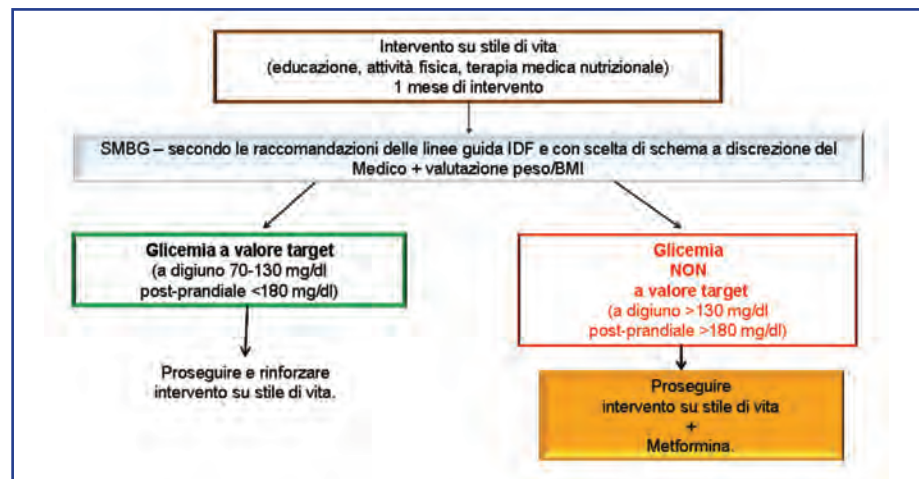 Intervento su stile di vita
(educazione, attività fisica, terapia medica nutrizionale)
1 mese di intervento
SMBG – secondo le raccomandazioni delle linee guida IDF e con scelta di schema a discrezione del
Medico + valutazione peso/BMI
Glicemia a valore target
(a digiuno 70-130 mg/dl
post-prandiale <180 mg/dl)
Proseguire e rinforzare
intervento su stile di vita.
Glicemia
NON
a valore target
(a digiuno >130 mg/dl
post-prandiale >180 mg/dl)
Proseguire
intervento su stile di vita
+
Metformina.